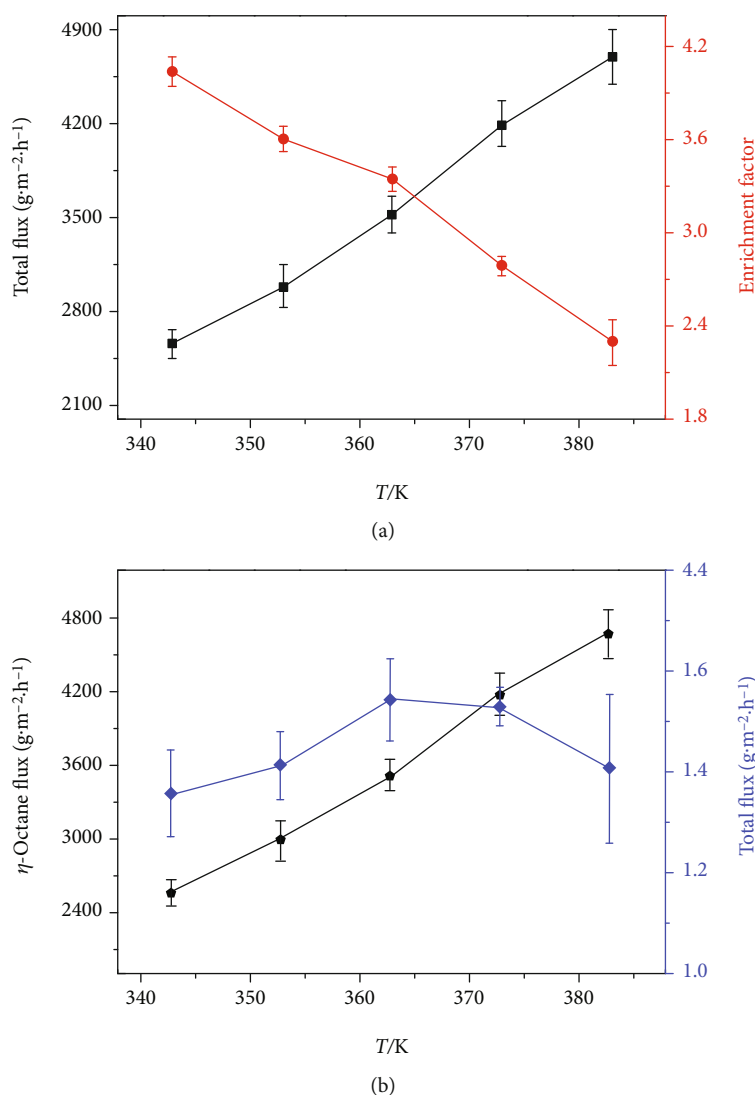 4900
4200
3500
2800
2100
Total flux (g·m⁻²·h⁻¹)
4.2
3.6
3.0
2.4
1.8
Enrichment factor
340 350 360 370 380
T/K
(a)
4800
4200
3600
3000
2400
η-Octane flux (g·m⁻²·h⁻¹)
4.4
1.6
1.4
1.2
1.0
Total flux (g·m⁻²·h⁻¹)
340 350 360 370 380
T/K
(b)